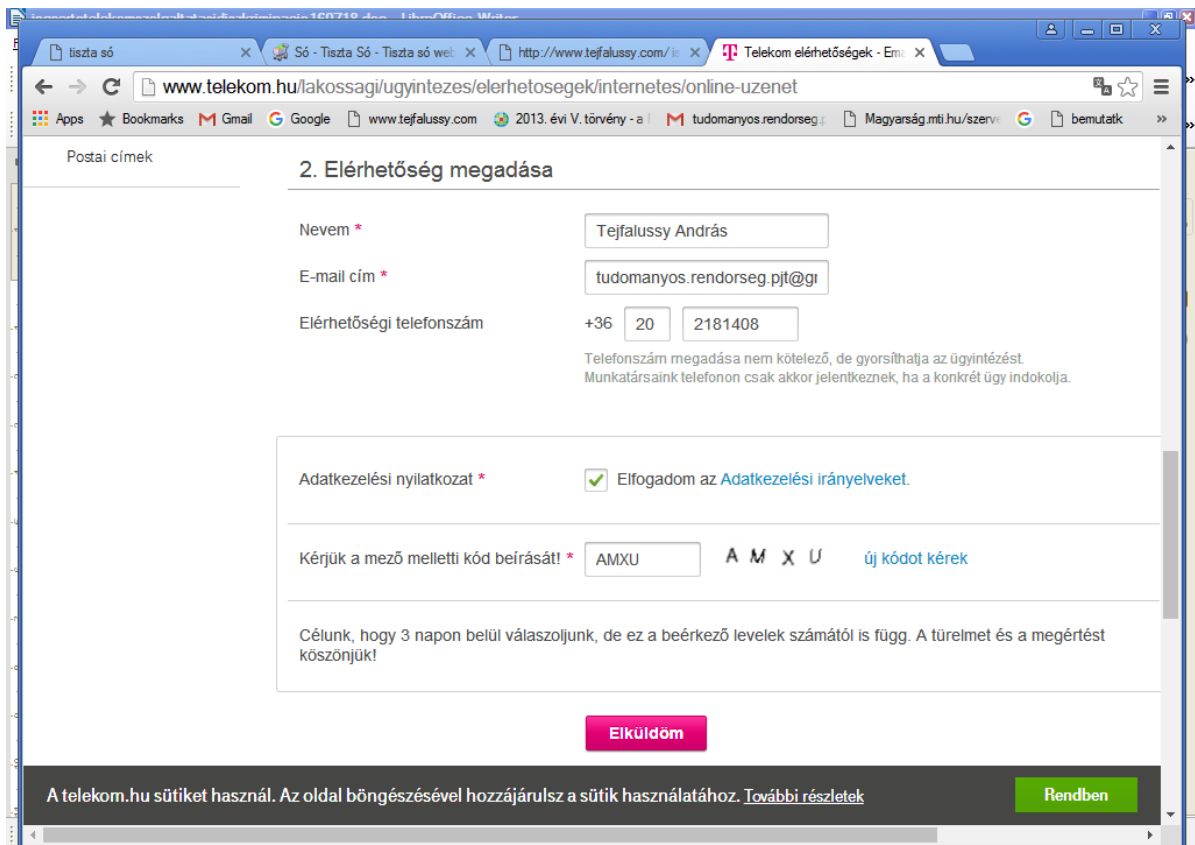 tiszta só
Só - Tiszta Só - Tiszta só web
http://www.tejfalussy.com/
Telekom elérhetőségek - Ema
www.telekom.hu/lakossagi/ugyintezes/elerhetosegek/internetes/online-uzenet
Apps Bookmarks Gmail Google www.tejfalussy.com 2013. évi V. törvény - a tudomanyos.rendorseg.p Magyarság.mti.hu/szerve bemutatk »
Postai címek
2. Elérhetőség megadása
Nevem * Tejfalussy András
E-mail cím * tudomanyos.rendorseg.pjt@gr
Elérhetőségi telefonszám +36 20 2181408
Telefonszám megadása nem kötelező, de gyorsíthatja az ügyintézést.
Munkatársaink telefonon csak akkor jelentkeznek, ha a konkrét ügy indokolja.
Adatkezelési nyilatkozat * Elfogadom az Adatkezelési irányelveket.
Kérjük a mező melletti kód beírását! * AMXU A M X U új kódot kérek
Célunk, hogy 3 napon belül válaszoljunk, de ez a beérkező levelek számától is függ. A türelmet és a megértést
köszönjük!
Elküldöm
A telekom.hu sütiket használ. Az oldal böngészésével hozzájárulsz a sütik használatához. További részletek Rendben